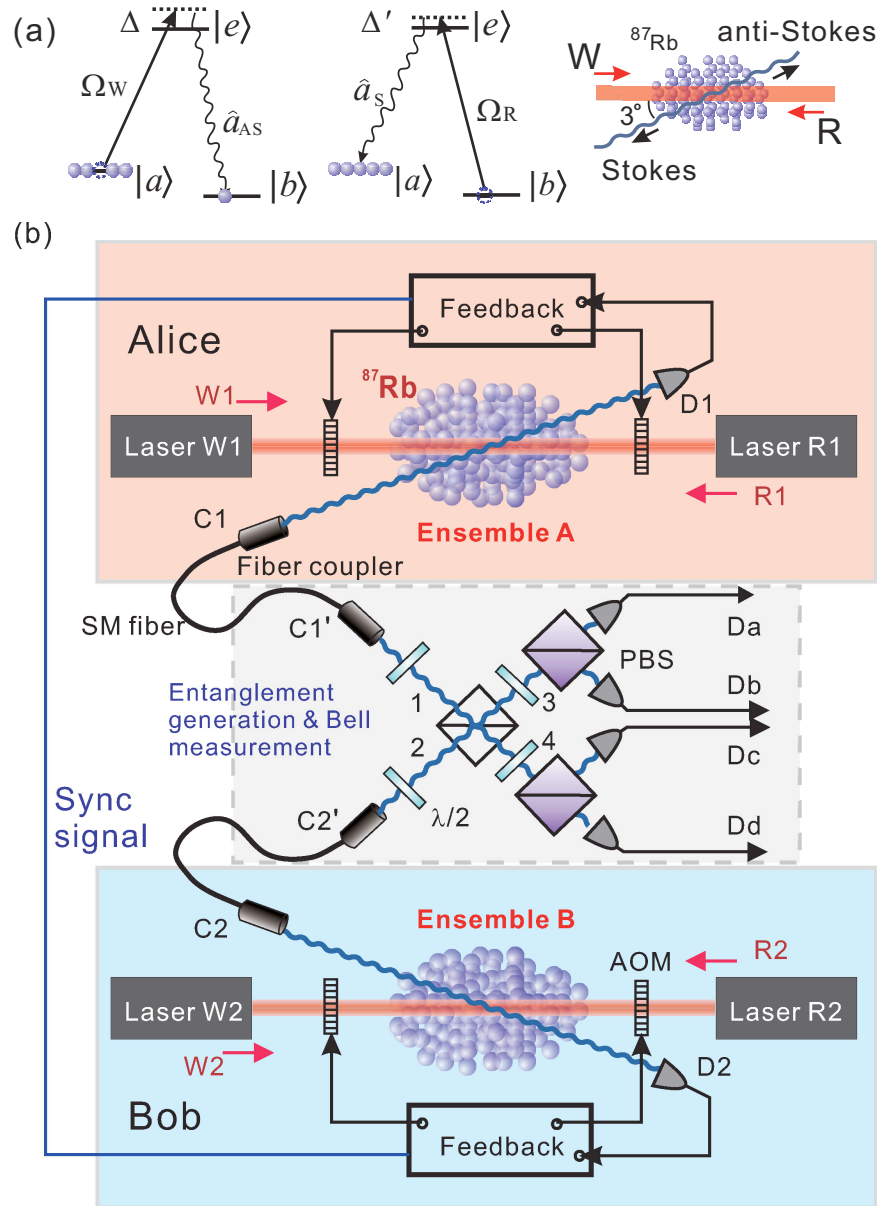 (a)
Δ
|e⟩
Ω_W
â_AS
|a⟩
|b⟩
Δ′
|e⟩
â_S
Ω_R
|a⟩
|b⟩
⁸⁷Rb
anti-Stokes
W
3°
R
Stokes
(b)
Alice
Feedback
⁸⁷Rb
D1
W1
Laser W1
Laser R1
R1
C1
Ensemble A
Fiber coupler
SM fiber
C1'
Da
PBS
Entanglement
generation & Bell
measurement
1
3
Db
2
4
Dc
Sync
signal
C2'
λ/2
Dd
C2
Ensemble B
AOM
R2
Laser W2
Laser R2
W2
D2
Bob
Feedback